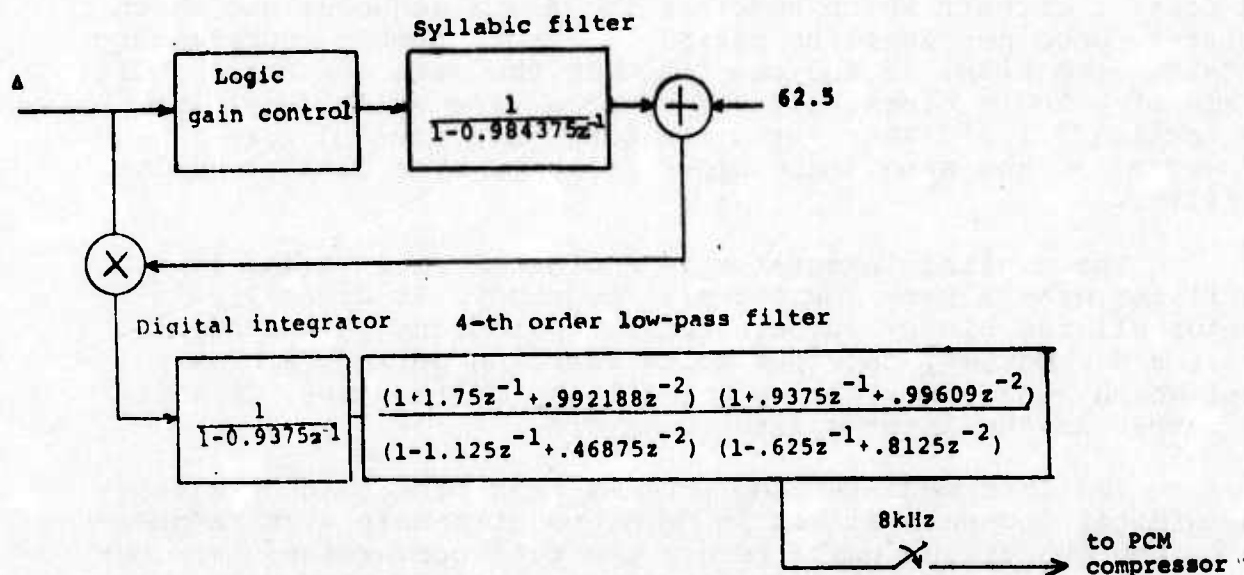 Syllabic filter
Δ
Logic
gain control
1
1-0.984375z^-1
+
62.5
×
Digital integrator
4-th order low-pass filter
1
1-0.9375z^-1
(1+1.75z^-1+.992188z^-2) (1+.9375z^-1+.99609z^-2)
(1-1.125z^-1+.46875z^-2) (1-.625z^-1+.8125z^-2)
8kHz
to PCM
compressor